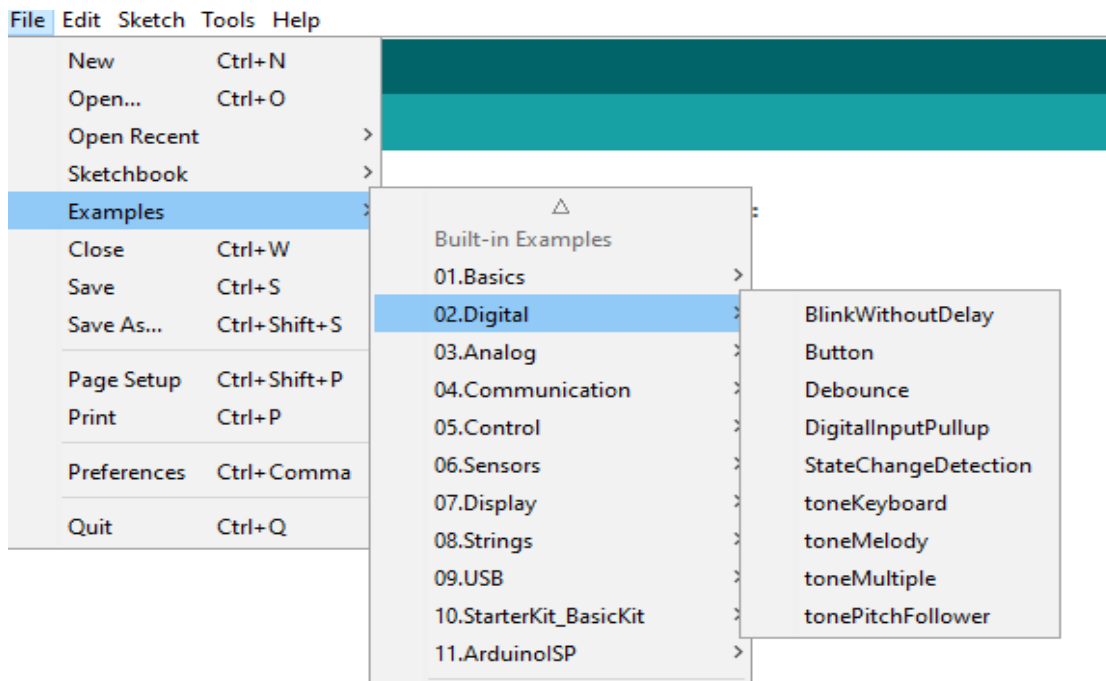 File Edit Sketch Tools Help
New Ctrl+N
Open... Ctrl+O
Open Recent
Sketchbook
Examples
Close Ctrl+W
Save Ctrl+S
Save As... Ctrl+Shift+S
Page Setup Ctrl+Shift+P
Print Ctrl+P
Preferences Ctrl+Comma
Quit Ctrl+Q
Built-in Examples
01.Basics
02.Digital
03.Analog
04.Communication
05.Control
06.Sensors
07.Display
08.Strings
09.USB
10.StarterKit_BasicKit
11.ArduinoISP
BlinkWithoutDelay
Button
Debounce
DigitalInputPullup
StateChangeDetection
toneKeyboard
toneMelody
toneMultiple
tonePitchFollower